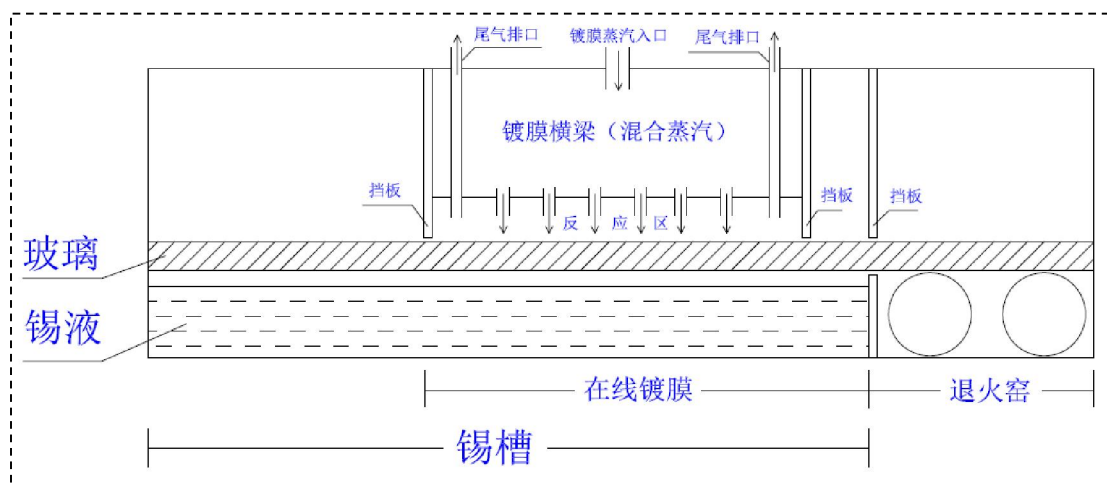 尾气排口
镀膜蒸汽入口
尾气排口
镀膜横梁（混合蒸汽）
挡板
挡板
挡板
反应区
玻璃
锡液
在线镀膜
退火窑
锡槽